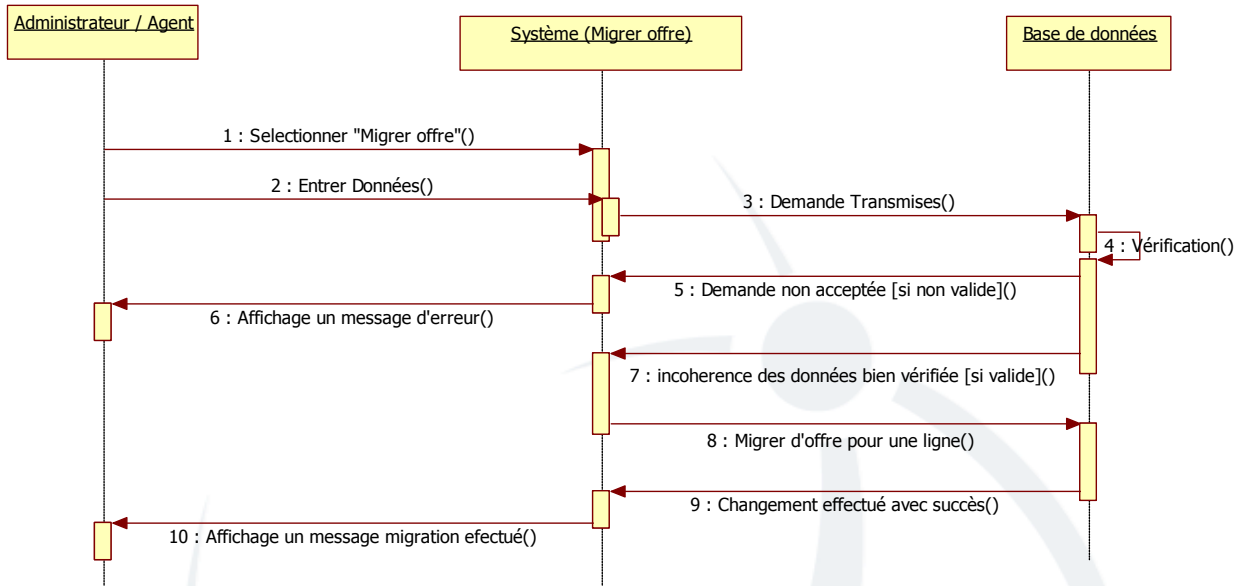 Administrateur / Agent
Système (Migrer offre)
Base de données
1 : Selectionner "Migrer offre"()
2 : Entrer Données()
3 : Demande Transmises()
4 : Vérification()
5 : Demande non acceptée [si non valide]()
6 : Affichage un message d'erreur()
7 : incoherence des données bien vérifiée [si valide]()
8 : Migrer d'offre pour une ligne()
9 : Changement effectué avec succès()
10 : Affichage un message migration efectué()